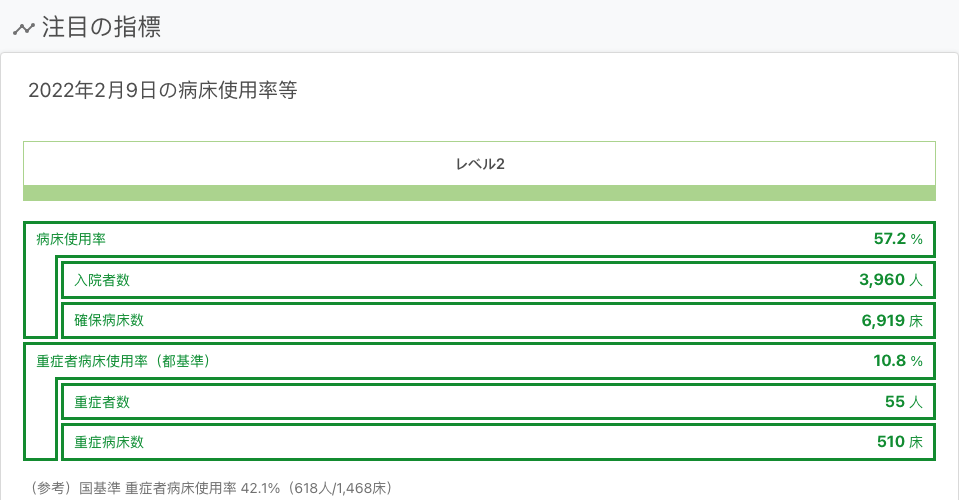 注目の指標
2022年2月9日の病床使用率等
レベル2
病床使用率 57.2 %
入院者数 3,960 人
確保病床数 6,919 床
重症者病床使用率（都基準） 10.8 %
重症者数 55 人
重症病床数 510 床
（参考）国基準 重症者病床使用率 42.1%（618人/1,468床）